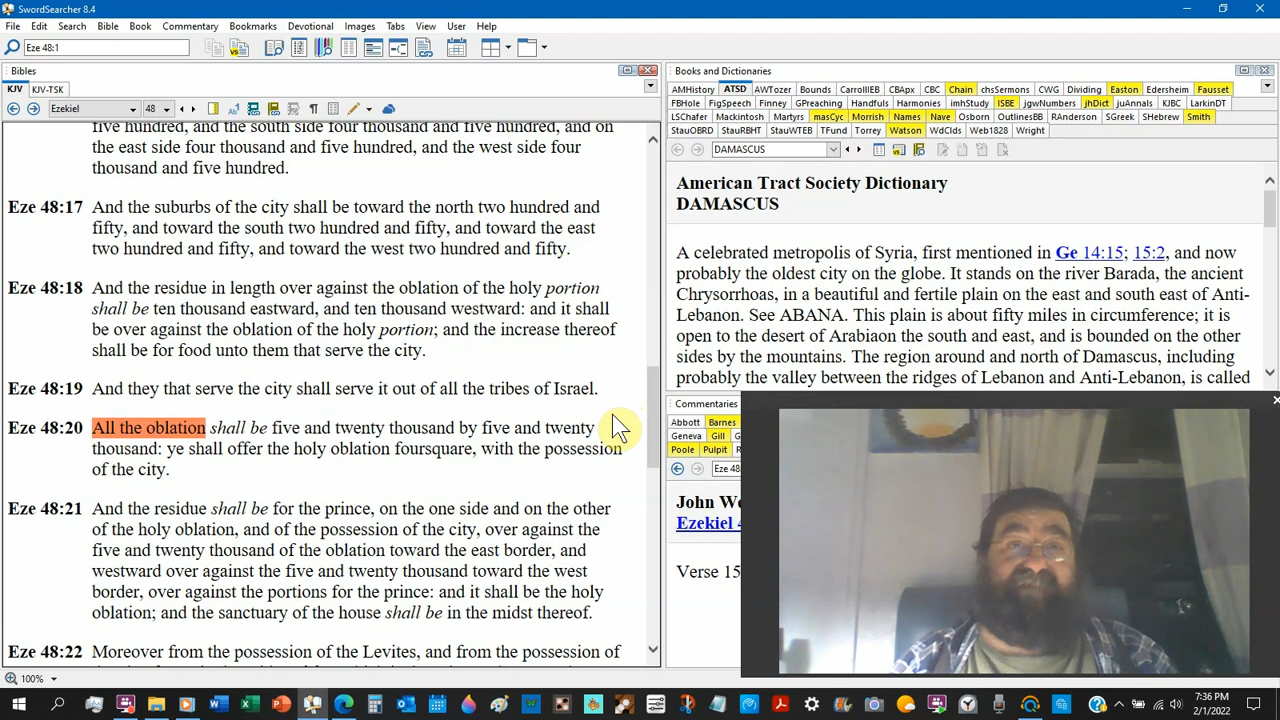 SwordSearcher 8.4
File Edit Search Bible Book Commentary Bookmarks Devotional Images Tabs View User Help
Eze 48:1
Bibles
KJV KJV-TSK
Ezekiel 48
five hundred, and the south side four thousand and five hundred, and on
the east side four thousand and five hundred, and the west side four
thousand and five hundred.
Eze 48:17 And the suburbs of the city shall be toward the north two hundred and
fifty, and toward the south two hundred and fifty, and toward the east
two hundred and fifty, and toward the west two hundred and fifty.
Eze 48:18 And the residue in length over against the oblation of the holy portion
shall be ten thousand eastward, and ten thousand westward: and it shall
be over against the oblation of the holy portion; and the increase thereof
shall be for food unto them that serve the city.
Eze 48:19 And they that serve the city shall serve it out of all the tribes of Israel.
Eze 48:20 All the oblation shall be five and twenty thousand by five and twenty
thousand: ye shall offer the holy oblation foursquare, with the possession
of the city.
Eze 48:21 And the residue shall be for the prince, on the one side and on the other
of the holy oblation, and of the possession of the city, over against the
five and twenty thousand of the oblation toward the east border, and
westward over against the five and twenty thousand toward the west
border, over against the portions for the prince: and it shall be the holy
oblation; and the sanctuary of the house shall be in the midst thereof.
Eze 48:22 Moreover from the possession of the Levites, and from the possession of
100%
Books and Dictionaries
AMHistory ATSD AWTozer Bounds CarrollEIB CBApx CBC Chain chsSermons CWG Dividing Easton Edersheim Fausset
FBHole FigSpeech Finney GPreaching Handfuls Harmonies imhStudy ISBE jgwNumbers jhDict juAnnals KJBC LarkinDT
LSChafer Mackintosh Martyrs masCyc Morrish Names Nave Osborn OutlinesBB RAnderson SGreek SHebrew Smith
StauOBRD StauRBHT StauWTEB TFund Torrey Watson WdClds Web1828 Wright
DAMASCUS
American Tract Society Dictionary
DAMASCUS
A celebrated metropolis of Syria, first mentioned in Ge 14:15; 15:2, and now
probably the oldest city on the globe. It stands on the river Barada, the ancient
Chrysorrhoas, in a beautiful and fertile plain on the east and south east of Anti-
Lebanon. See ABANA. This plain is about fifty miles in circumference; it is
open to the desert of Arabiaon the south and east, and is bounded on the other
sides by the mountains. The region around and north of Damascus, including
probably the valley between the ridges of Lebanon and Anti-Lebanon, is called
Commentaries
Abbott Barnes
Geneva Gill G
Poole Pulpit R
Eze 48
John We
Ezekiel 4
Verse 15
7:36 PM
2/1/2022